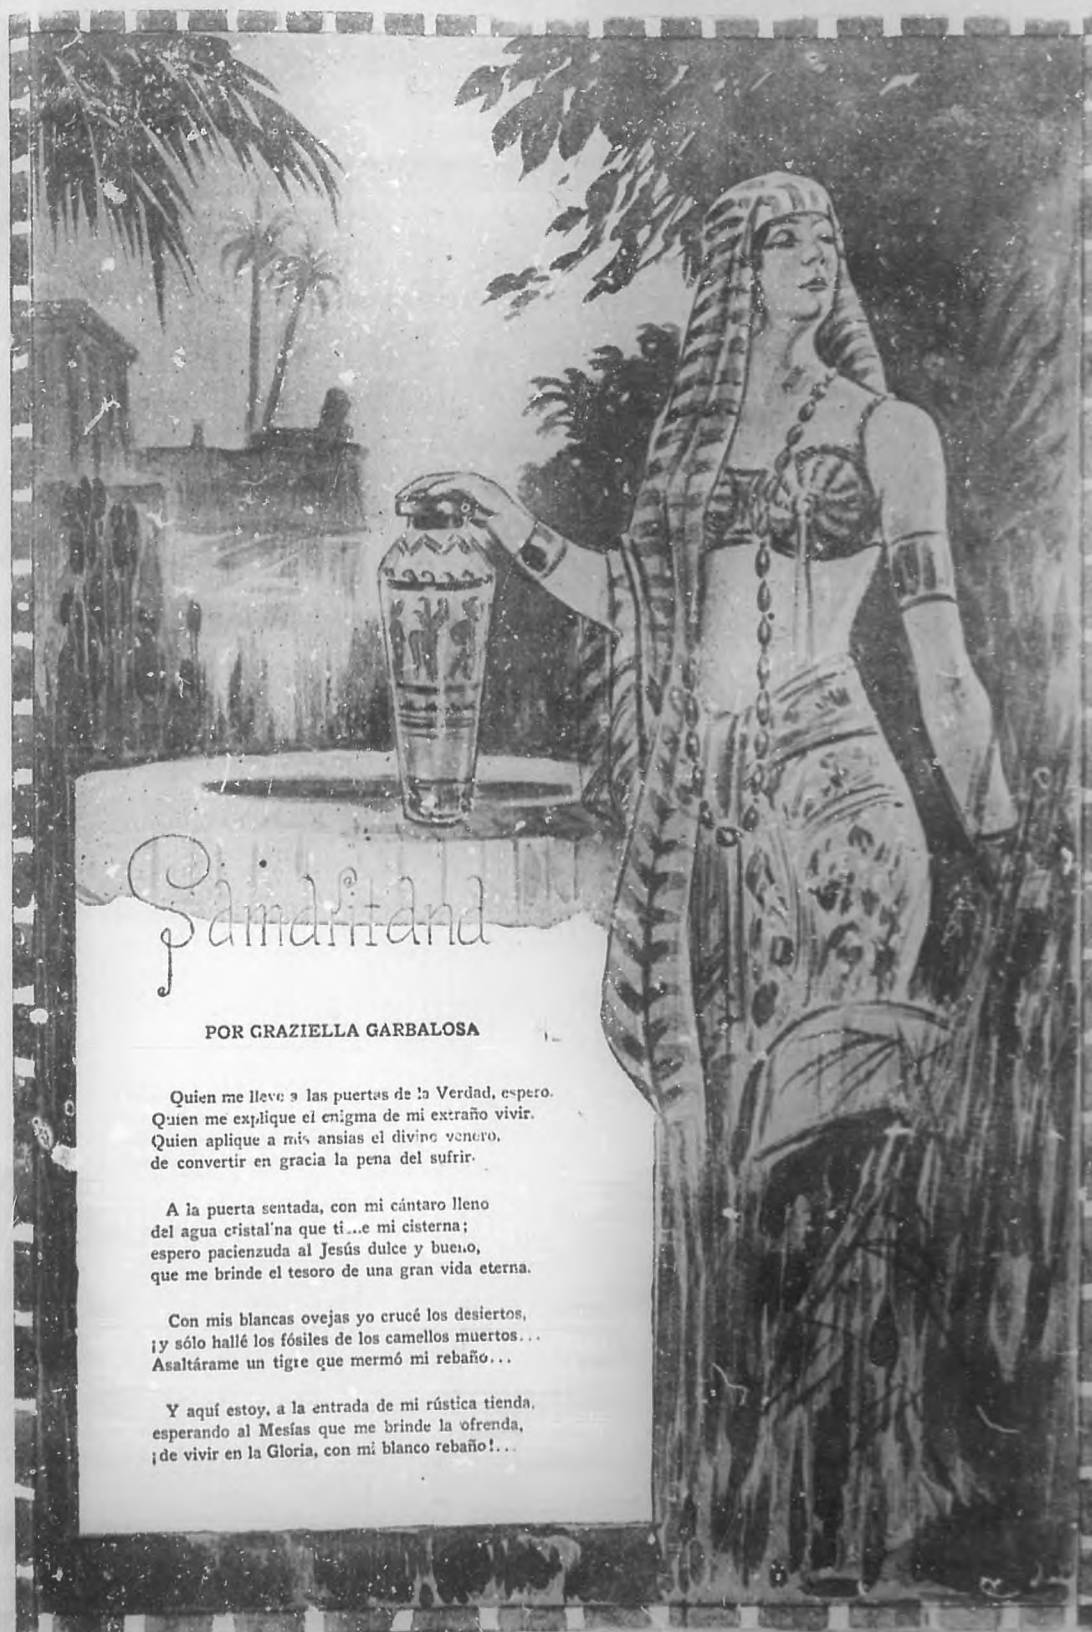 Samaritana
POR GRAZIELLA GARBALOSA
Quien me lleve a las puertas de la Verdad, espero.
Quien me explique el enigma de mi extraño vivir.
Quien aplique a mis ansias el divino venero,
de convertir en gracia la pena del sufrir.
A la puerta sentada, con mi cántaro lleno
del agua cristal'na que ti...e mi cisterna;
espero pacienzuda al Jesús dulce y bueno,
que me brinde el tesoro de una gran vida eterna.
Con mis blancas ovejas yo crucé los desiertos,
¡y sólo hallé los fósiles de los camellos muertos...
Asaltárame un tigre que mermó mi rebaño...
Y aquí estoy, a la entrada de mi rústica tienda,
esperando al Mesías que me brinde la ofrenda,
¡de vivir en la Gloria, con mi blanco rebaño!...